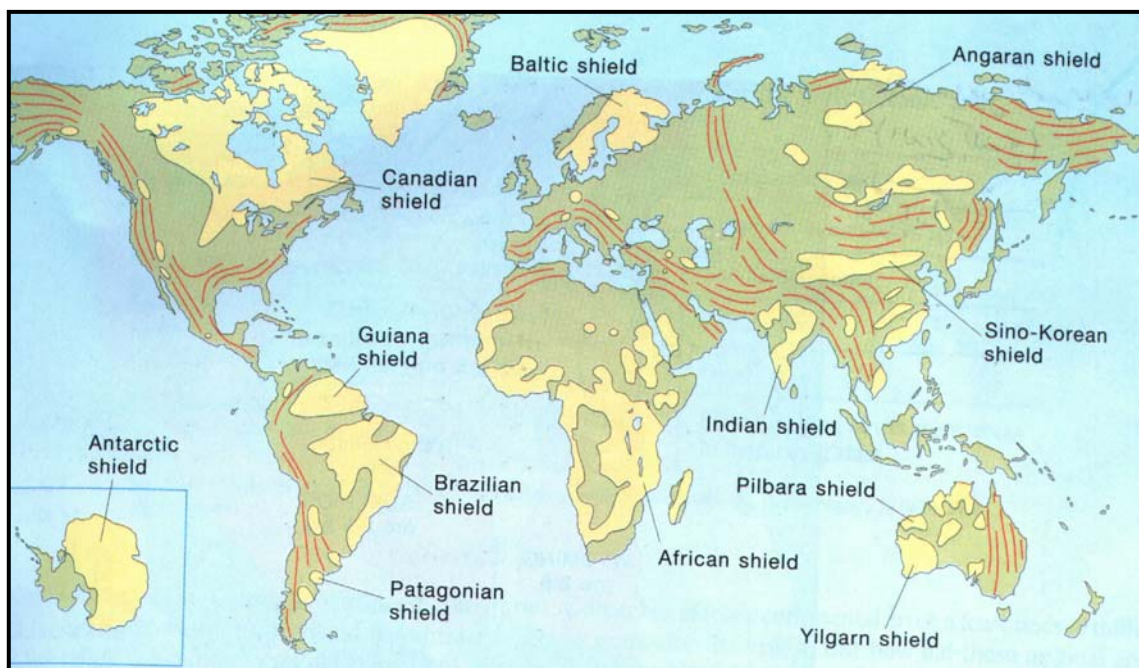 Baltic shield
Angaran shield
Canadian
shield
Guiana
shield
Sino-Korean
shield
Indian shield
Antarctic
shield
Brazilian
shield
Pilbara shield
African shield
Patagonian
shield
Yilgarn shield